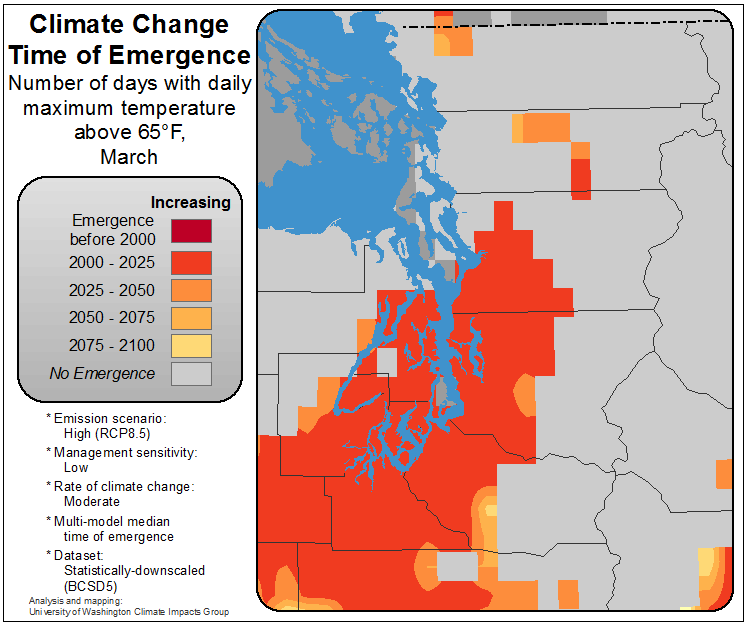 Climate Change
Time of Emergence
Number of days with daily
maximum temperature
above 65°F,
March
Increasing
Emergence
before 2000
2000 - 2025
2025 - 2050
2050 - 2075
2075 - 2100
No Emergence
* Emission scenario:
High (RCP8.5)
* Management sensitivity:
Low
* Rate of climate change:
Moderate
* Multi-model median
time of emergence
* Dataset:
Statistically-downscaled
(BCSD5)
Analysis and mapping:
University of Washington Climate Impacts Group